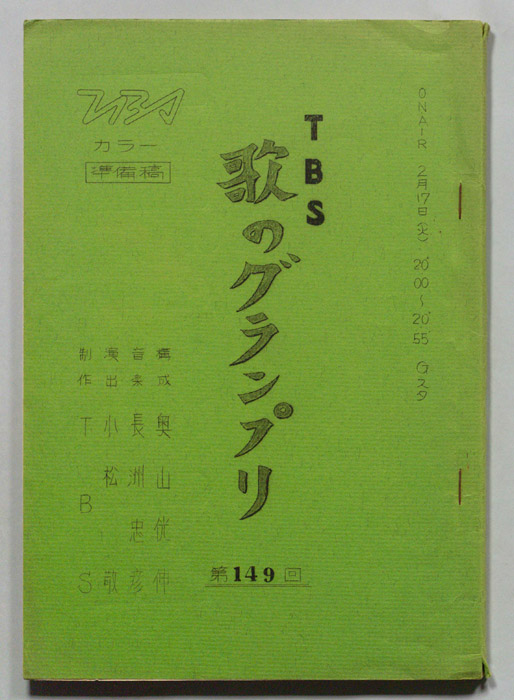 ONAIR 2月17日(火) 20°00〜20°55 Gスタ
TBS
歌のグランプリ
第149回
TBS
カラー
準備稿
構成 奥山侊伸
音楽 長洲忠彦
演出 小松敬
制作 TBS